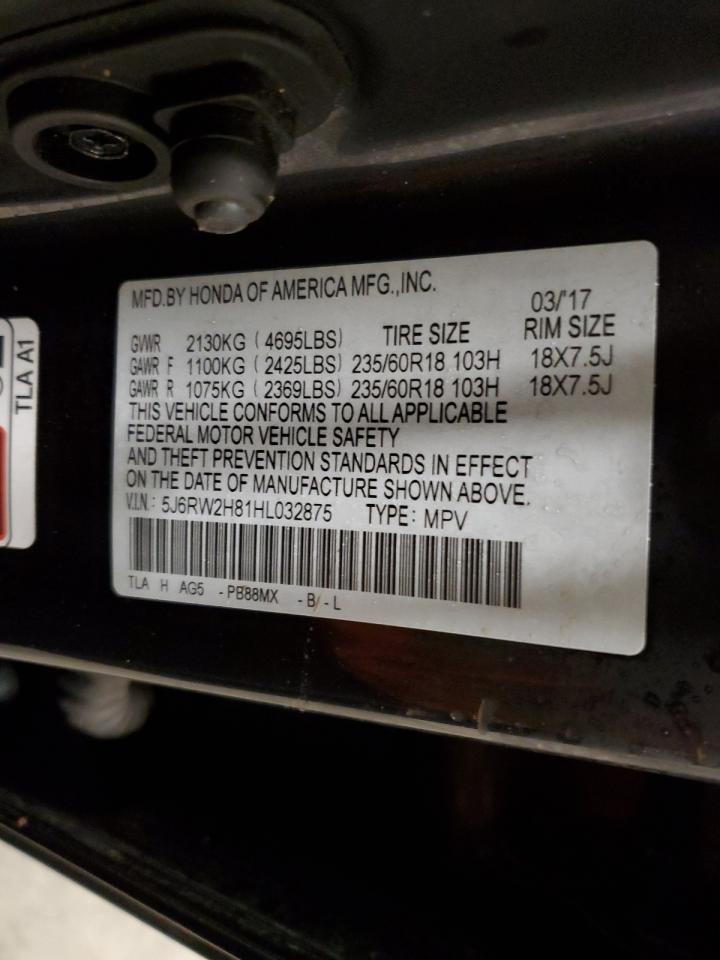 MFD.BY HONDA OF AMERICA MFG.,INC.
03/'17
GVWR 2130KG (4695LBS) TIRE SIZE RIM SIZE
GAWR F 1100KG (2425LBS) 235/60R18 103H 18X7.5J
GAWR R 1075KG (2369LBS) 235/60R18 103H 18X7.5J
THIS VEHICLE CONFORMS TO ALL APPLICABLE
FEDERAL MOTOR VEHICLE SAFETY
AND THEFT PREVENTION STANDARDS IN EFFECT
ON THE DATE OF MANUFACTURE SHOWN ABOVE.
V.I.N.: 5J6RW2H81HL032875 TYPE: MPV
TLA H AG5 -PB88MX -B/-L
TLA A1